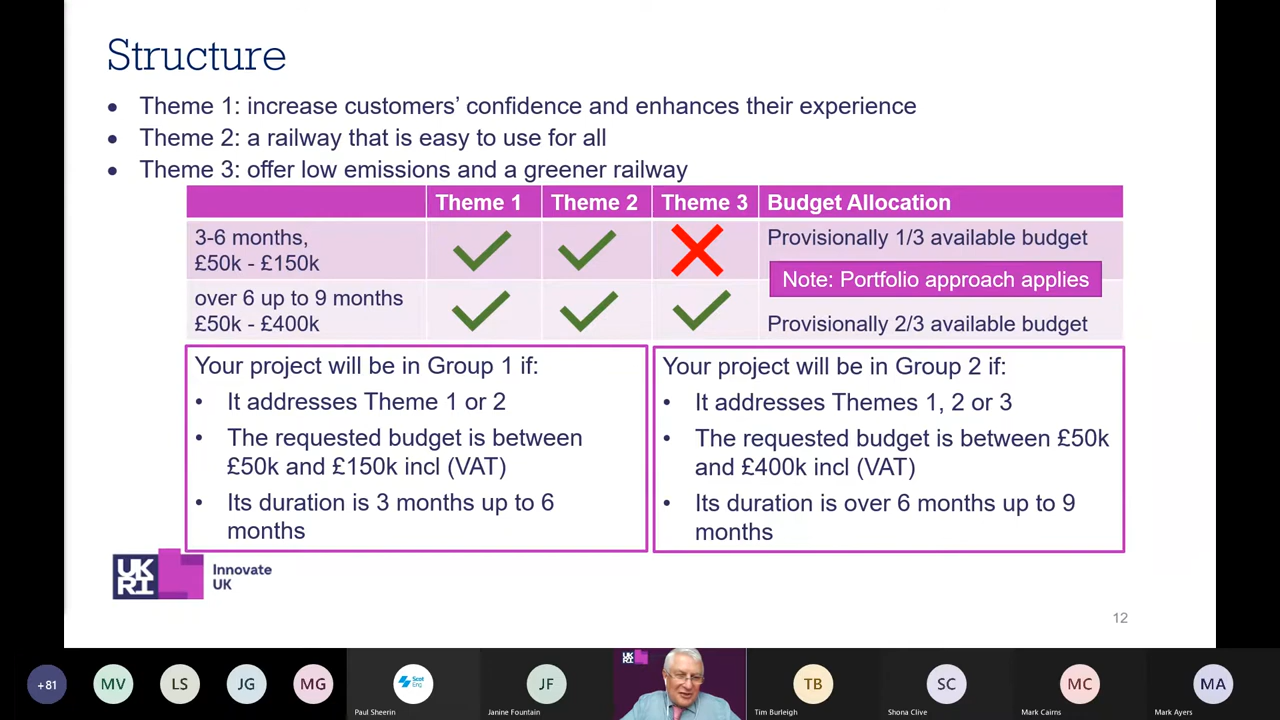 Structure
• Theme 1: increase customers’ confidence and enhances their experience
• Theme 2: a railway that is easy to use for all
• Theme 3: offer low emissions and a greener railway
Theme 1 Theme 2 Theme 3 Budget Allocation
3-6 months,
£50k - £150k
Provisionally 1/3 available budget
Note: Portfolio approach applies
over 6 up to 9 months
£50k - £400k
Provisionally 2/3 available budget
Your project will be in Group 1 if:
• It addresses Theme 1 or 2
• The requested budget is between
£50k and £150k incl (VAT)
• Its duration is 3 months up to 6
months
Your project will be in Group 2 if:
• It addresses Themes 1, 2 or 3
• The requested budget is between £50k
and £400k incl (VAT)
• Its duration is over 6 months up to 9
months
UK
RI
Innovate
UK
12
+81
MV
LS
JG
MG
Scot
Eng
Paul Sheerin
JF
Janine Fountain
UK
RI
TB
Tim Burleigh
SC
Shona Clive
MC
Mark Cairns
MA
Mark Ayers